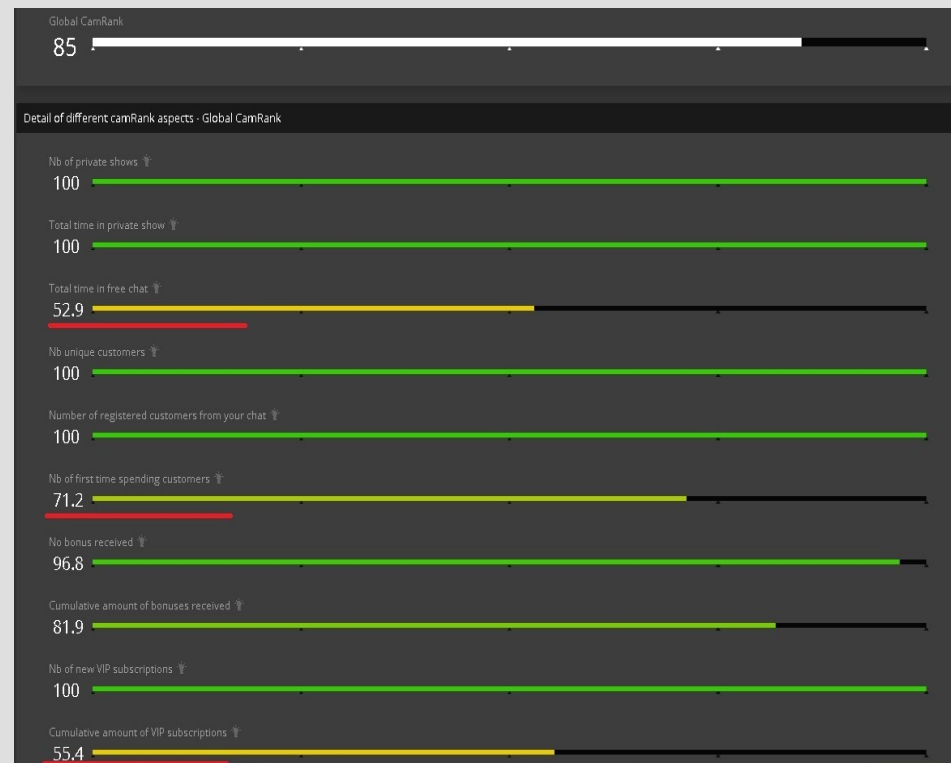 Global CamRank
85
Detail of different camRank aspects - Global CamRank
Nb of private shows
100
Total time in private show
100
Total time in free chat
52.9
Nb unique customers
100
Number of registered customers from your chat
100
Nb of first time spending customers
71.2
No bonus received
96.8
Cumulative amount of bonuses received
81.9
Nb of new VIP subscriptions
100
Cumulative amount of VIP subscriptions
55.4